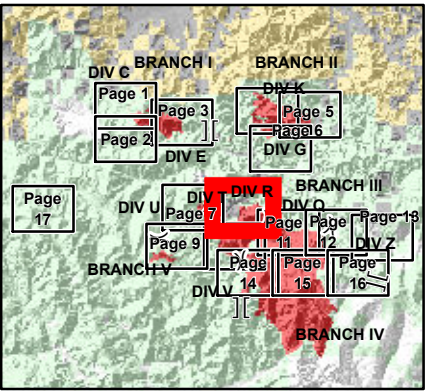 BRANCH I
BRANCH II
DIV C
DIV K
Page 1
Page 3
Page 5
Page 6
Page 2
DIV G
DIV E
BRANCH III
DIV R
DIV T
Page
17
DIV U
Page 7
DIV O
Page 13
Page
11
Page
12
Page 9
DIV Z
BRANCH V
Page
14
Page
15
Page
16
DIV V
BRANCH IV